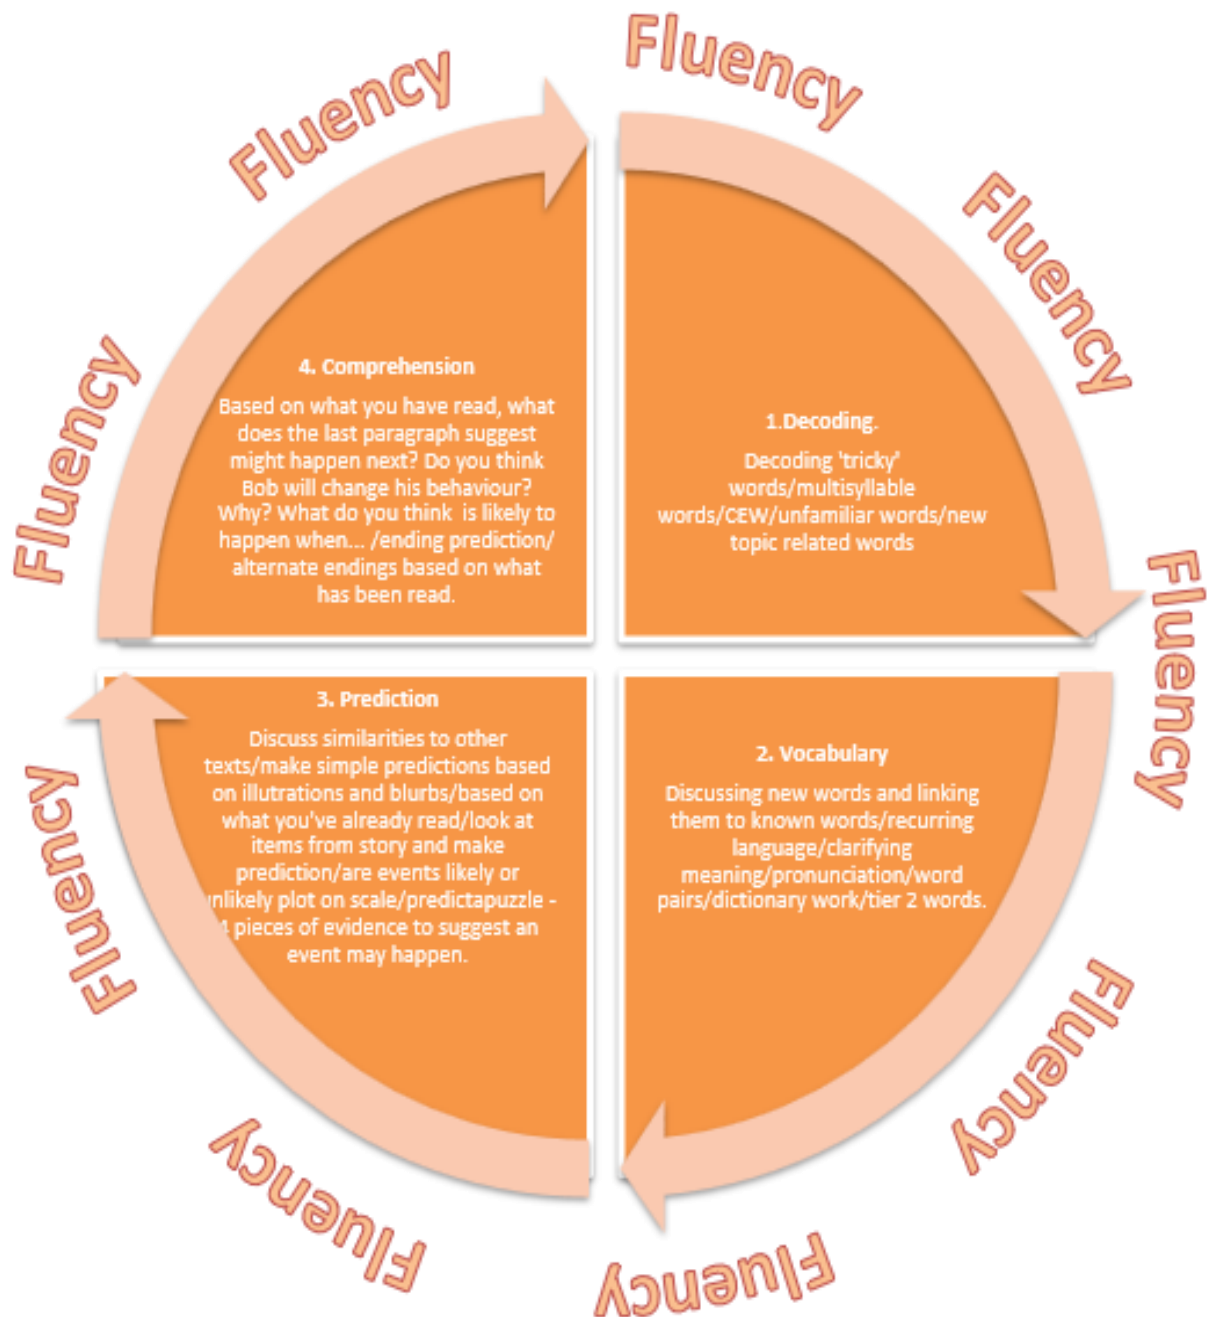 Fluency
Fluency
Fluency
Fluency
Fluency
Fluency
Fluency
Fluency
Fluency
1.Decoding.
Decoding 'tricky'
words/multisyllable
words/CEW/unfamiliar words/new
topic related words
2. Vocabulary
Discussing new words and linking
them to known words/recurring
language/clarifying
meaning/pronunciation/word
pairs/dictionary work/tier 2 words.
3. Prediction
Discuss similarities to other
texts/make simple predictions based
on illutrations and blurbs/based on
what you've already read/look at
items from story and make
prediction/are events likely or
unlikely plot on scale/predictapuzzle -
4 pieces of evidence to suggest an
event may happen.
4. Comprehension
Based on what you have read, what
does the last paragraph suggest
might happen next? Do you think
Bob will change his behaviour?
Why? What do you think is likely to
happen when... /ending prediction/
alternate endings based on what
has been read.